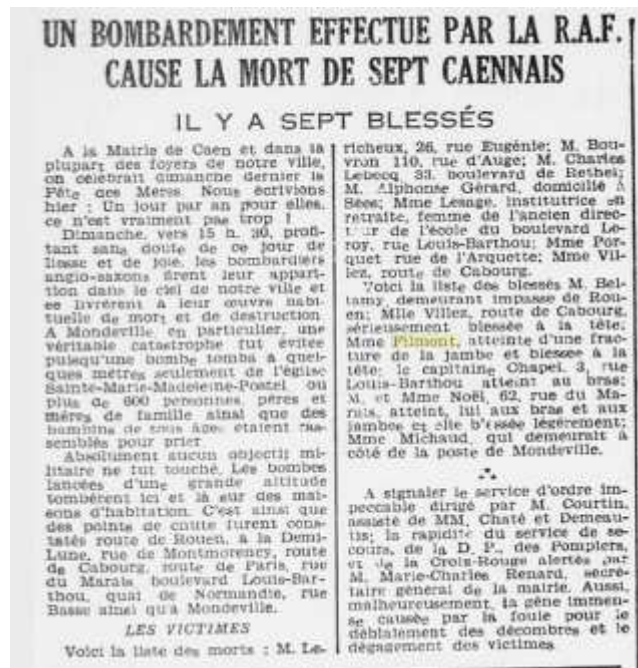 UN BOMBARDEMENT EFFECTUE PAR LA R.A.F.
CAUSE LA MORT DE SEPT CAENNAIS
IL Y A SEPT BLESSÉS
A la Mairie de Caen et dans la
plupart des foyers de notre ville,
on célébrait dimanche dernier la
Fête des Meres. Nous écrivions
hier : Un jour par an pour elles,
ce n'est vraiment pas trop !
Dimanche, vers 15 h. 30, profi-
tant sans doute de ce jour de
liesse et de joie, les bombardiers
anglo-saxons firent leur appari-
tion dans le ciel de notre ville et
se livrèrent à leur œuvre habi-
tuelle de mort et de destruction
A Mondeville en particulier, une
véritable catastrophe fut évitée
puisqu'une bombe tomba à quel-
ques mètres seulement de l'église
Sainte-Marie-Madeleine-Postel ou
plus de 600 personnes, pères et
mères de famille ainsi que des
bambins de tous âges étaient ras-
semblés pour prier
Absolument aucun objectif mi-
litaire ne fut touché. Les bombes
lancées d'une grande altitude
tombèrent ici et là sur des mai-
sons d'habitation. C'est ainsi que
des points de chute furent cons-
tatés route de Rouen, à la Demi-
Lune, rue de Montmorency, route
de Cabourg, route de Paris, rue
du Marais boulevard Louis-Bar-
thou, quai de Normandie, rue
Basse ainsi qu'à Mondeville.
LES VICTIMES
Voici la liste des morts : M. Le-
richeux, 26, rue Eugénie; M. Bou-
vron 110, rue d'Auge; M. Charles
Lebecq 33, boulevard de Rethel;
M. Alphonse Gérard, domicilié à
Sées; Mme Lesage, institutrice en
retraite, femme de l'ancien direc-
teur de l'école du boulevard Le-
roy, rue Louis-Barthou; Mme Por-
quet rue de l'Arquette; Mme Vil-
lez, route de Cabourg.
Voici la liste des blessés M. Bel-
lamy, demeurant impasse de Rou-
en; Mlle Villez, route de Cabourg,
sérieusement blessée à la tête;
Mme Filmont, atteinte d'une frac-
ture de la jambe et blessée à la
tête; le capitaine Chapel, 3, rue
Louis-Barthou atteint au bras;
M. et Mme Noël, 62, rue du Ma-
rais, atteint, lui aux bras et aux
jambes et elle blessée légèrement;
Mme Michaud, qui demeurait à
côté de la poste de Mondeville.
A signaler le service d'ordre im-
peccable dirigé par M. Courtin,
assisté de MM. Chaté et Demeau-
tis; la rapidité du service de se-
cours, de la D. P., des Pompiers,
et de la Croix-Rouge alertés par
M. Marie-Charles Renard, secré-
taire général de la mairie. Aussi,
malheureusement, la gêne immen-
se causée par la foule pour le
déblaiement des décombres et le
dégagement des victimes